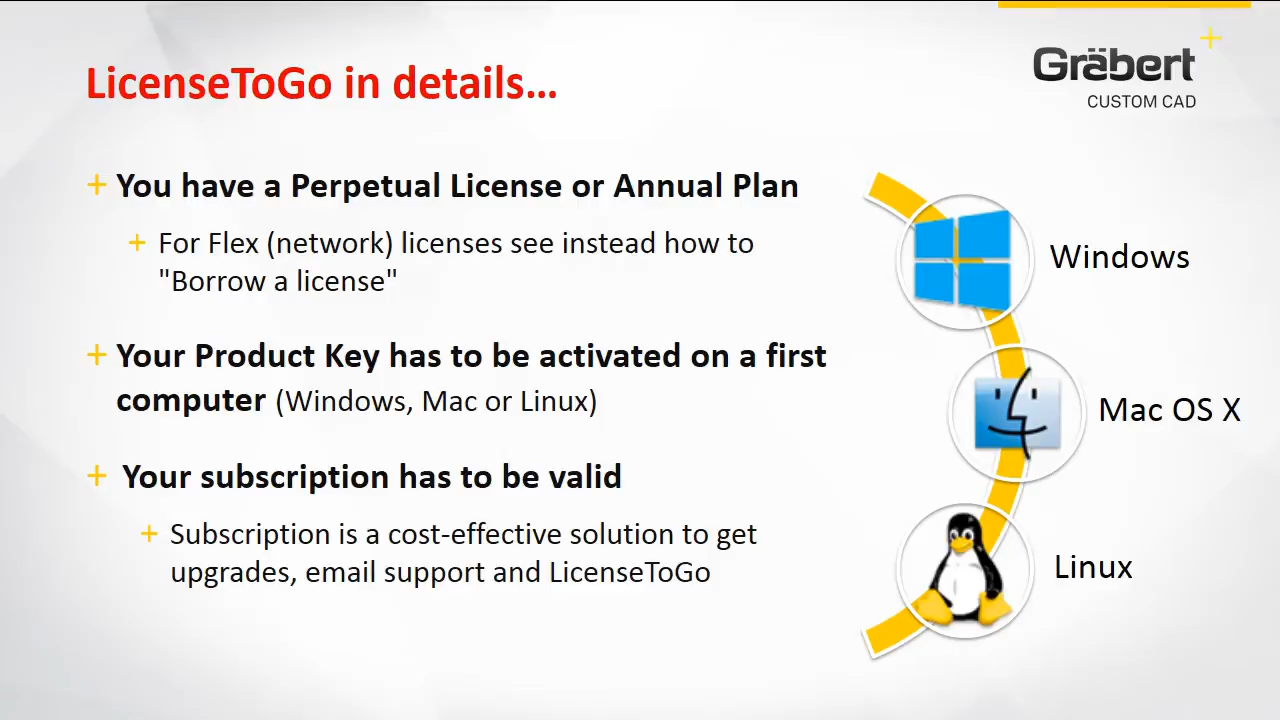 LicenseToGo in details...
Gräbert
CUSTOM CAD
+ You have a Perpetual License or Annual Plan
+ For Flex (network) licenses see instead how to
"Borrow a license"
+ Your Product Key has to be activated on a first
computer (Windows, Mac or Linux)
+ Your subscription has to be valid
+ Subscription is a cost-effective solution to get
upgrades, email support and LicenseToGo
Windows
Mac OS X
Linux